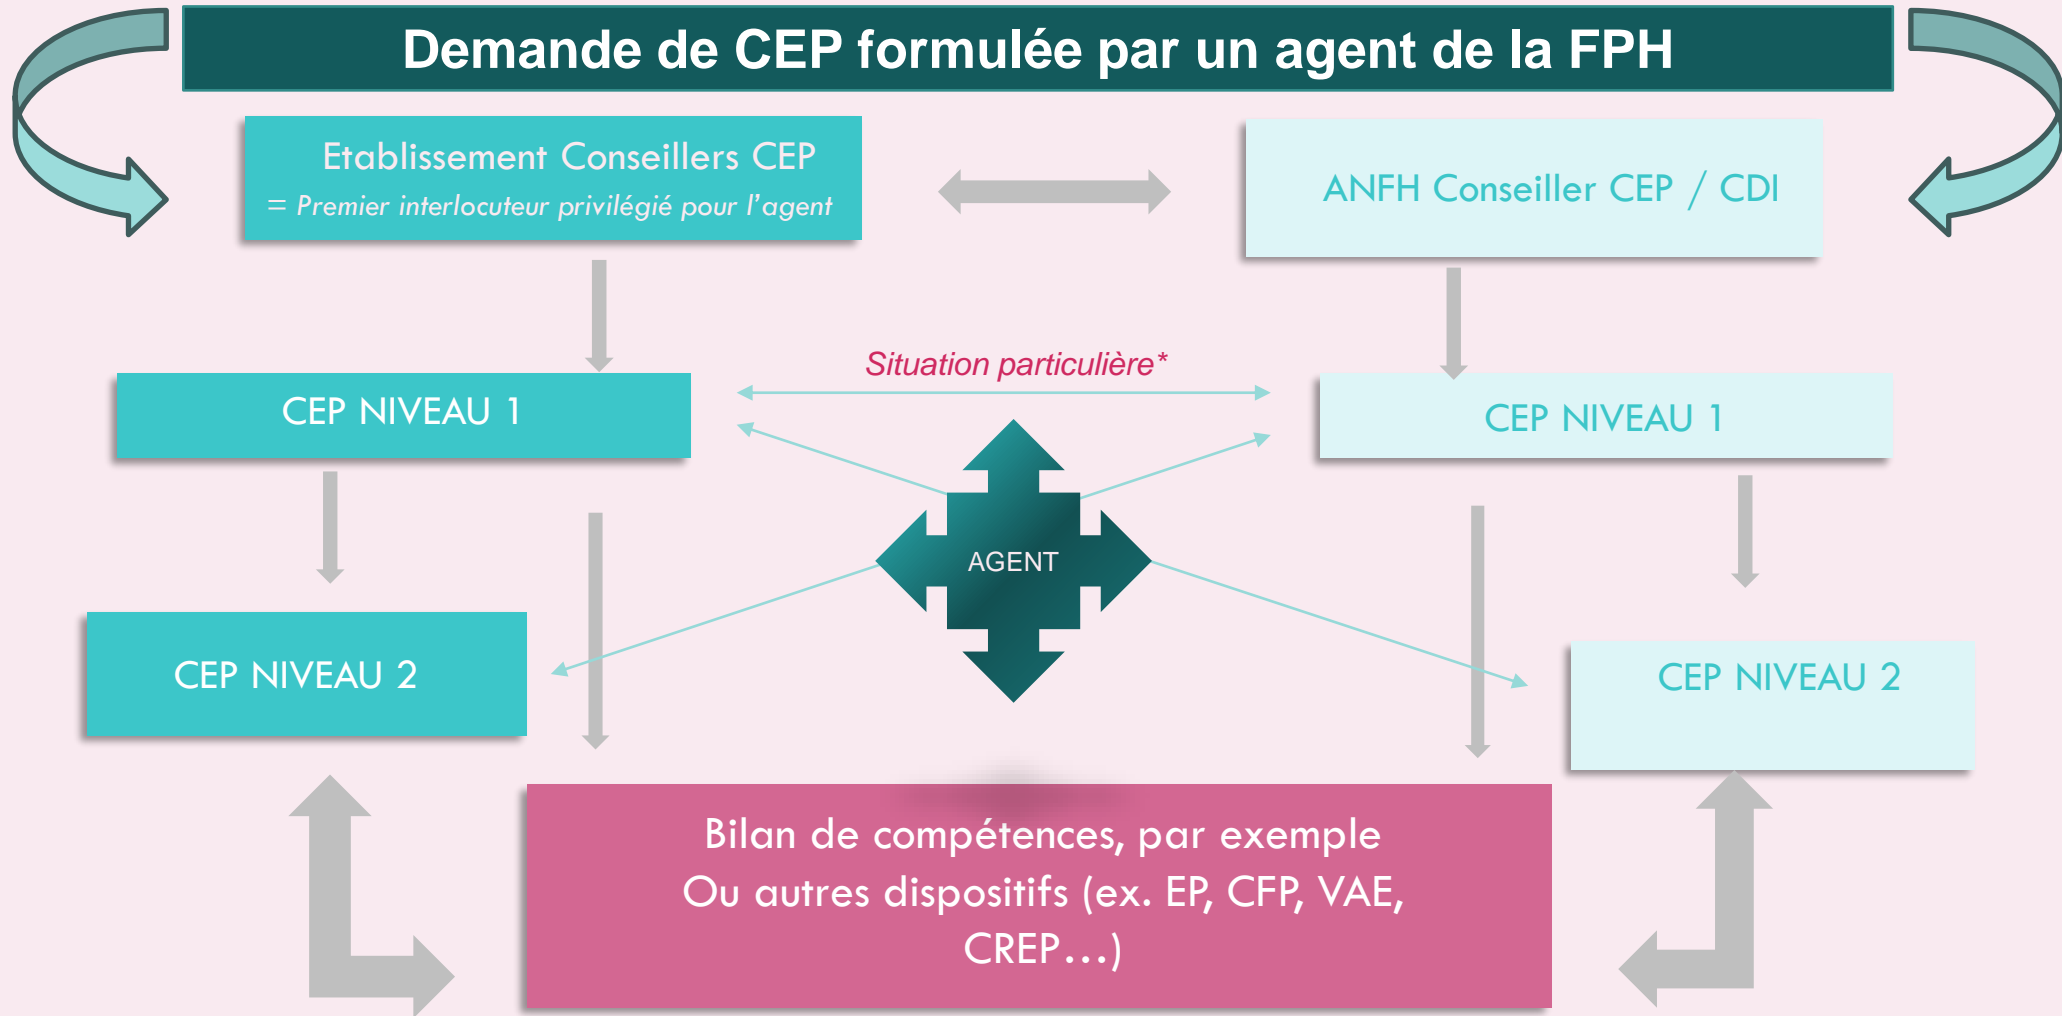 Demande de CEP formulée par un agent de la FPH
Etablissement Conseillers CEP
= Premier interlocuteur privilégié pour l'agent
ANFH Conseiller CEP / CDI
Situation particulière*
CEP NIVEAU 1
CEP NIVEAU 1
AGENT
CEP NIVEAU 2
CEP NIVEAU 2
Bilan de compétences, par exemple
Ou autres dispositifs (ex. EP, CFP, VAE,
CREP...)